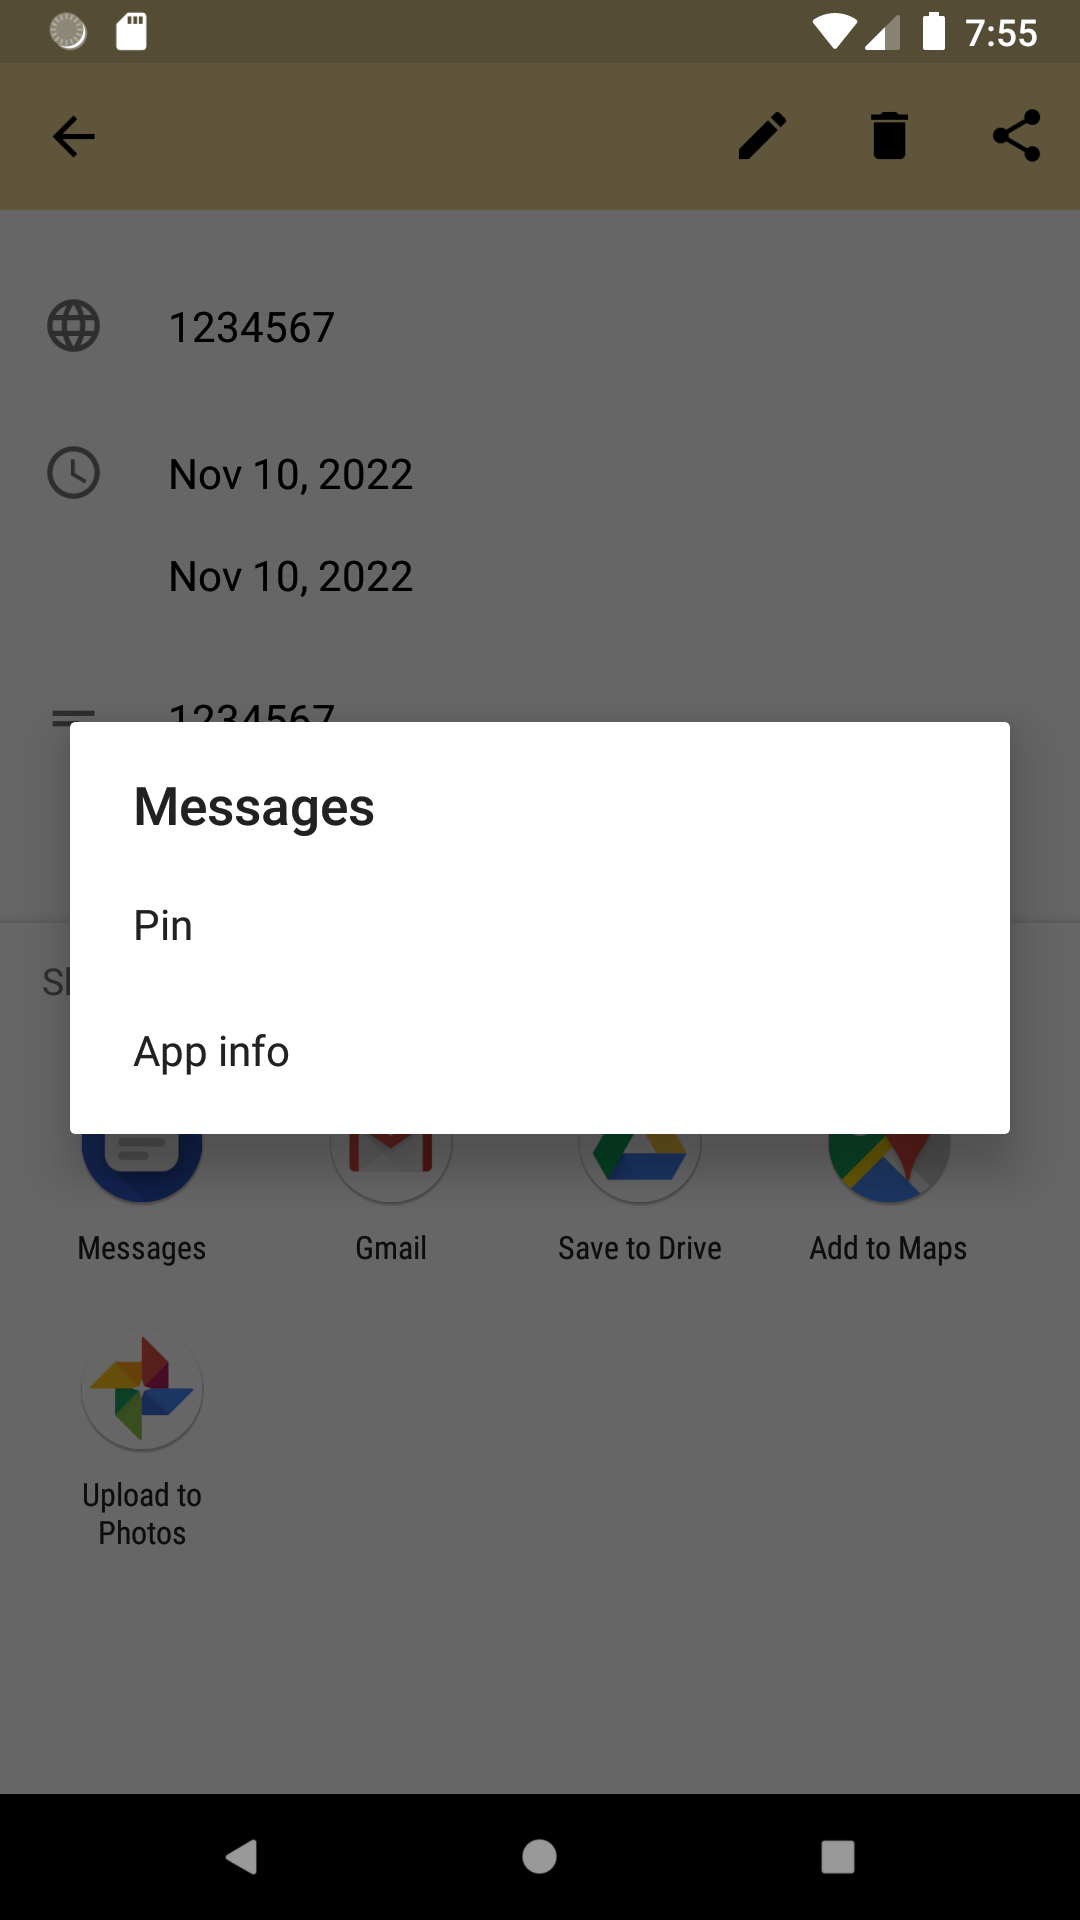 7:55
1234567
Nov 10, 2022
Nov 10, 2022
1234567
Messages
Pin
App info
Messages
Gmail
Save to Drive
Add to Maps
Upload to
Photos